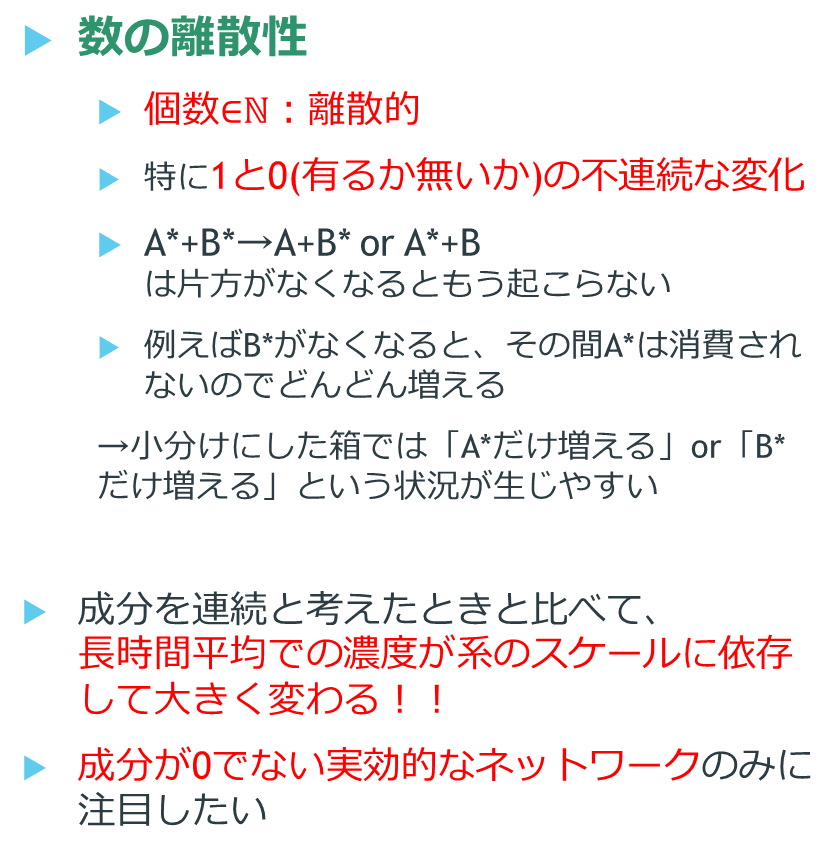 数の離散性
個数∈ℕ：離散的
特に1と0(有るか無いか)の不連続な変化
A*+B*→A+B* or A*+B
は片方がなくなるともう起こらない
例えばB*がなくなると、その間A*は消費され
ないのでどんどん増える
→小分けにした箱では「A*だけ増える」or「B*
だけ増える」という状況が生じやすい
成分を連続と考えたときと比べて、
長時間平均での濃度が系のスケールに依存
して大きく変わる！！
成分が0でない実効的なネットワークのみに
注目したい